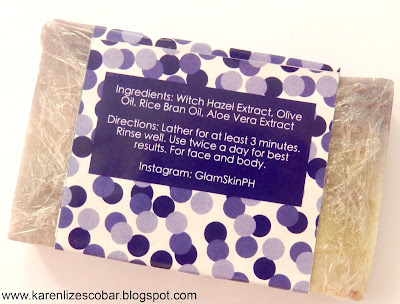 Ingredients: Witch Hazel Extract, Olive
Oil, Rice Bran Oil, Aloe Vera Extract
Directions: Lather for at least 3 minutes.
Rinse well. Use twice a day for best
results. For face and body.
Instagram: GlamSkinPH
www.karenlizescobar.blogspot.com